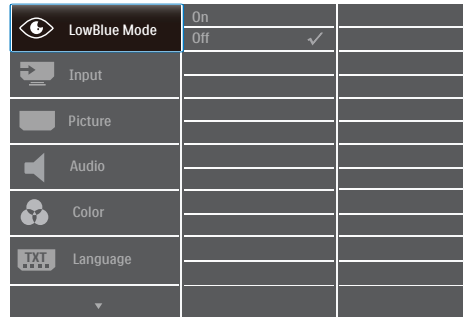 LowBlue Mode
On
Off
Input
Picture
Audio
Color
TXT
Language